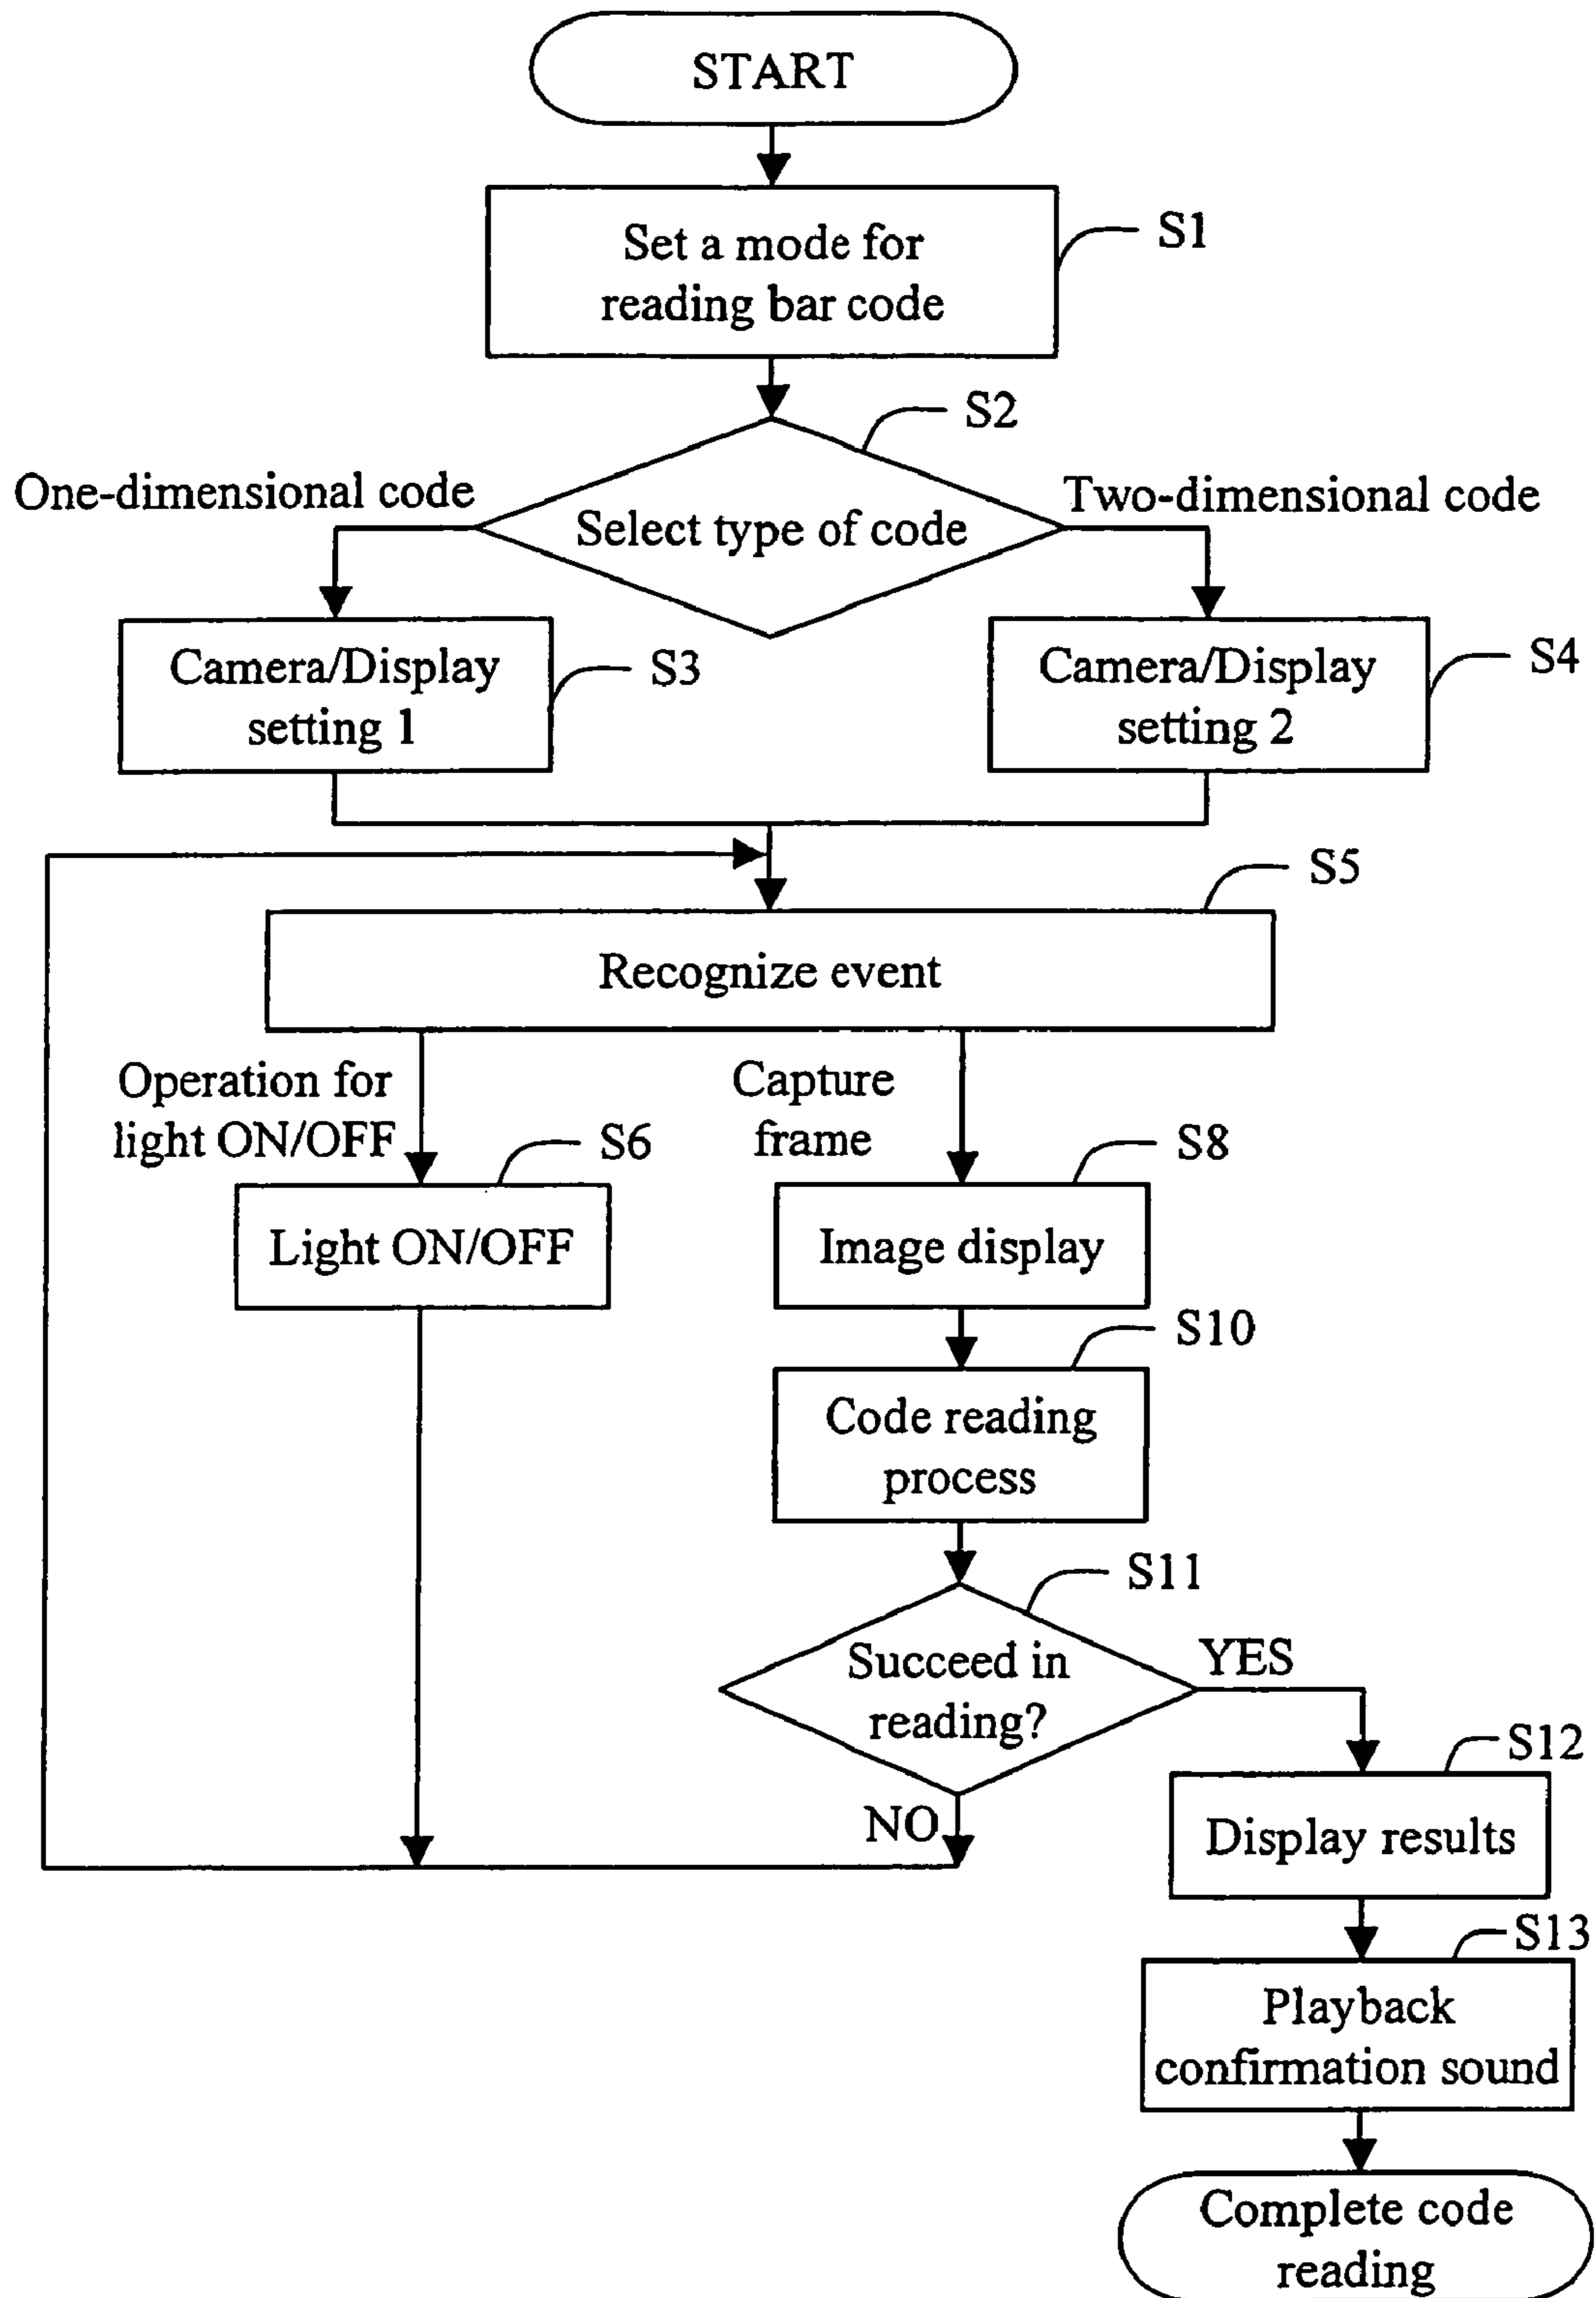 START
Set a mode for
reading bar code
S1
S2
One-dimensional code
Select type of code
Two-dimensional code
Camera/Display
setting 1
S3
Camera/Display
setting 2
S4
S5
Recognize event
Operation for
light ON/OFF
Capture
frame
S6
S8
Light ON/OFF
Image display
S10
Code reading
process
S11
Succeed in
reading?
YES
NO
S12
Display results
S13
Playback
confirmation sound
Complete code
reading